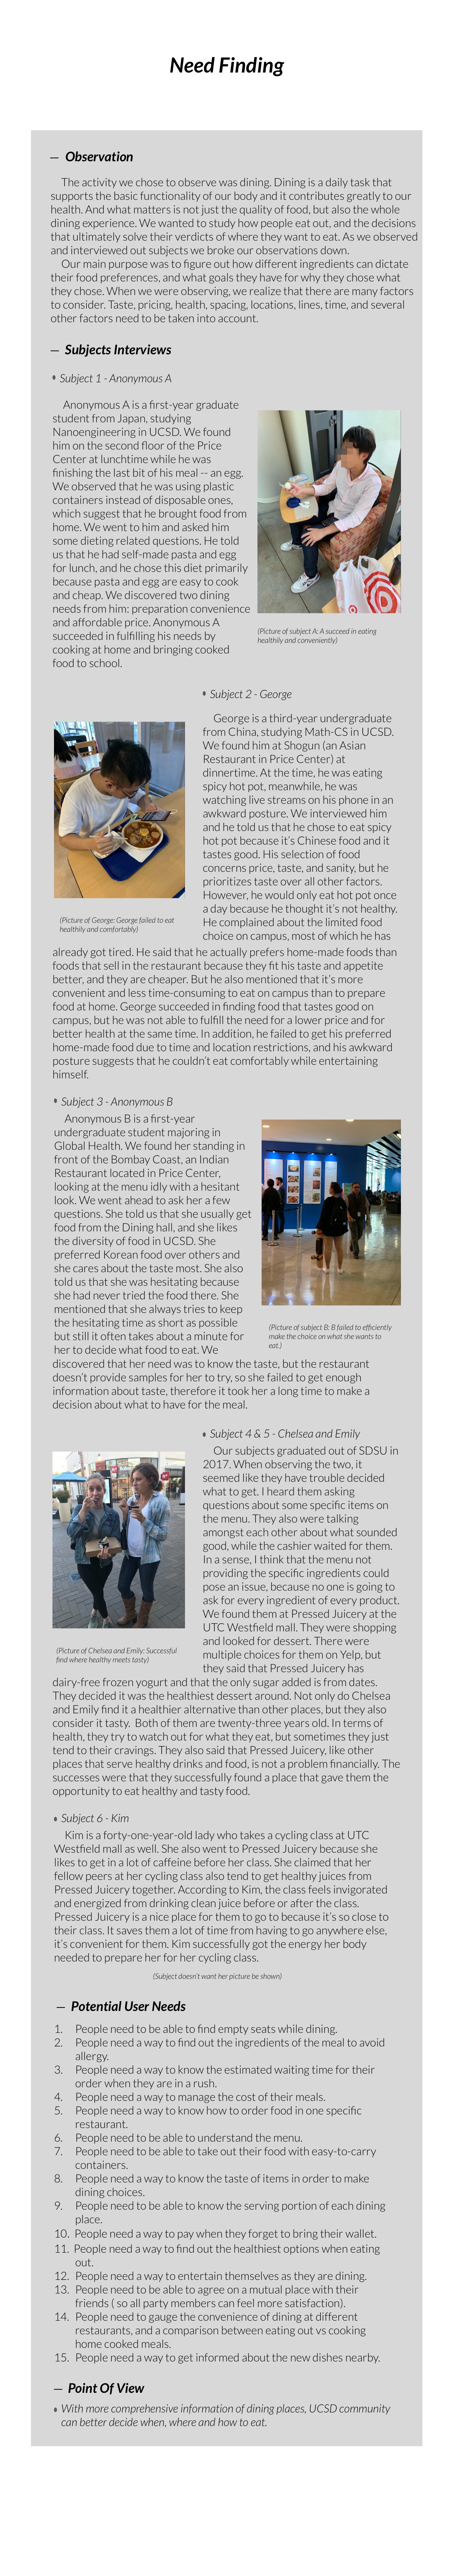 Need Finding
— Observation
The activity we chose to observe was dining. Dining is a daily task that
supports the basic functionality of our body and it contributes greatly to our
health. And what matters is not just the quality of food, but also the whole
dining experience. We wanted to study how people eat out, and the decisions
that ultimately solve their verdicts of where they want to eat. As we observed
and interviewed out subjects we broke our observations down.
Our main purpose was to figure out how different ingredients can dictate
their food preferences, and what goals they have for why they chose what
they chose. When we were observing, we realize that there are many factors
to consider. Taste, pricing, health, spacing, locations, lines, time, and several
other factors need to be taken into account.
— Subjects Interviews
• Subject 1 - Anonymous A
Anonymous A is a first-year graduate
student from Japan, studying
Nanoengineering in UCSD. We found
him on the second floor of the Price
Center at lunchtime while he was
finishing the last bit of his meal -- an egg.
We observed that he was using plastic
containers instead of disposable ones,
which suggest that he brought food from
home. We went to him and asked him
some dieting related questions. He told
us that he had self-made pasta and egg
for lunch, and he chose this diet primarily
because pasta and egg are easy to cook
and cheap. We discovered two dining
needs from him: preparation convenience
and affordable price. Anonymous A
succeeded in fulfilling his needs by
cooking at home and bringing cooked
food to school.
(Picture of subject A: A succeed in eating
healthily and conveniently)
• Subject 2 - George
George is a third-year undergraduate
from China, studying Math-CS in UCSD.
We found him at Shogun (an Asian
Restaurant in Price Center) at
dinnertime. At the time, he was eating
spicy hot pot, meanwhile, he was
watching live streams on his phone in an
awkward posture. We interviewed him
and he told us that he chose to eat spicy
hot pot because it's Chinese food and it
tastes good. His selection of food
concerns price, taste, and sanity, but he
prioritizes taste over all other factors.
However, he would only eat hot pot once
a day because he thought it's not healthy.
He complained about the limited food
choice on campus, most of which he has
(Picture of George: George failed to eat
healthily and comfortably)
already got tired. He said that he actually prefers home-made foods than
foods that sell in the restaurant because they fit his taste and appetite
better, and they are cheaper. But he also mentioned that it's more
convenient and less time-consuming to eat on campus than to prepare
food at home. George succeeded in finding food that tastes good on
campus, but he was not able to fulfill the need for a lower price and for
better health at the same time. In addition, he failed to get his preferred
home-made food due to time and location restrictions, and his awkward
posture suggests that he couldn't eat comfortably while entertaining
himself.
• Subject 3 - Anonymous B
Anonymous B is a first-year
undergraduate student majoring in
Global Health. We found her standing in
front of the Bombay Coast, an Indian
Restaurant located in Price Center,
looking at the menu idly with a hesitant
look. We went ahead to ask her a few
questions. She told us that she usually get
food from the Dining hall, and she likes
the diversity of food in UCSD. She
preferred Korean food over others and
she cares about the taste most. She also
told us that she was hesitating because
she had never tried the food there. She
mentioned that she always tries to keep
the hesitating time as short as possible
but still it often takes about a minute for
her to decide what food to eat. We
(Picture of subject B: B failed to efficiently
make the choice on what she wants to
eat.)
discovered that her need was to know the taste, but the restaurant
doesn't provide samples for her to try, so she failed to get enough
information about taste, therefore it took her a long time to make a
decision about what to have for the meal.
• Subject 4 & 5 - Chelsea and Emily
Our subjects graduated out of SDSU in
2017. When observing the two, it
seemed like they have trouble decided
what to get. I heard them asking
questions about some specific items on
the menu. They also were talking
amongst each other about what sounded
good, while the cashier waited for them.
In a sense, I think that the menu not
providing the specific ingredients could
pose an issue, because no one is going to
ask for every ingredient of every product.
We found them at Pressed Juicery at the
UTC Westfield mall. They were shopping
and looked for dessert. There were
multiple choices for them on Yelp, but
they said that Pressed Juicery has
(Picture of Chelsea and Emily: Successful
find where healthy meets tasty)
dairy-free frozen yogurt and that the only sugar added is from dates.
They decided it was the healthiest dessert around. Not only do Chelsea
and Emily find it a healthier alternative than other places, but they also
consider it tasty. Both of them are twenty-three years old. In terms of
health, they try to watch out for what they eat, but sometimes they just
tend to their cravings. They also said that Pressed Juicery, like other
places that serve healthy drinks and food, is not a problem financially. The
successes were that they successfully found a place that gave them the
opportunity to eat healthy and tasty food.
• Subject 6 - Kim
Kim is a forty-one-year-old lady who takes a cycling class at UTC
Westfield mall as well. She also went to Pressed Juicery because she
likes to get in a lot of caffeine before her class. She claimed that her
fellow peers at her cycling class also tend to get healthy juices from
Pressed Juicery together. According to Kim, the class feels invigorated
and energized from drinking clean juice before or after the class.
Pressed Juicery is a nice place for them to go to because it's so close to
their class. It saves them a lot of time from having to go anywhere else,
it's convenient for them. Kim successfully got the energy her body
needed to prepare her for her cycling class.
(Subject doesn't want her picture be shown)
— Potential User Needs
1. People need to be able to find empty seats while dining.
2. People need a way to find out the ingredients of the meal to avoid
allergy.
3. People need a way to know the estimated waiting time for their
order when they are in a rush.
4. People need a way to manage the cost of their meals.
5. People need a way to know how to order food in one specific
restaurant.
6. People need to be able to understand the menu.
7. People need to be able to take out their food with easy-to-carry
containers.
8. People need a way to know the taste of items in order to make
dining choices.
9. People need to be able to know the serving portion of each dining
place.
10. People need a way to pay when they forget to bring their wallet.
11. People need a way to find out the healthiest options when eating
out.
12. People need a way to entertain themselves as they are dining.
13. People need to be able to agree on a mutual place with their
friends ( so all party members can feel more satisfaction).
14. People need to gauge the convenience of dining at different
restaurants, and a comparison between eating out vs cooking
home cooked meals.
15. People need a way to get informed about the new dishes nearby.
— Point Of View
• With more comprehensive information of dining places, UCSD community
can better decide when, where and how to eat.